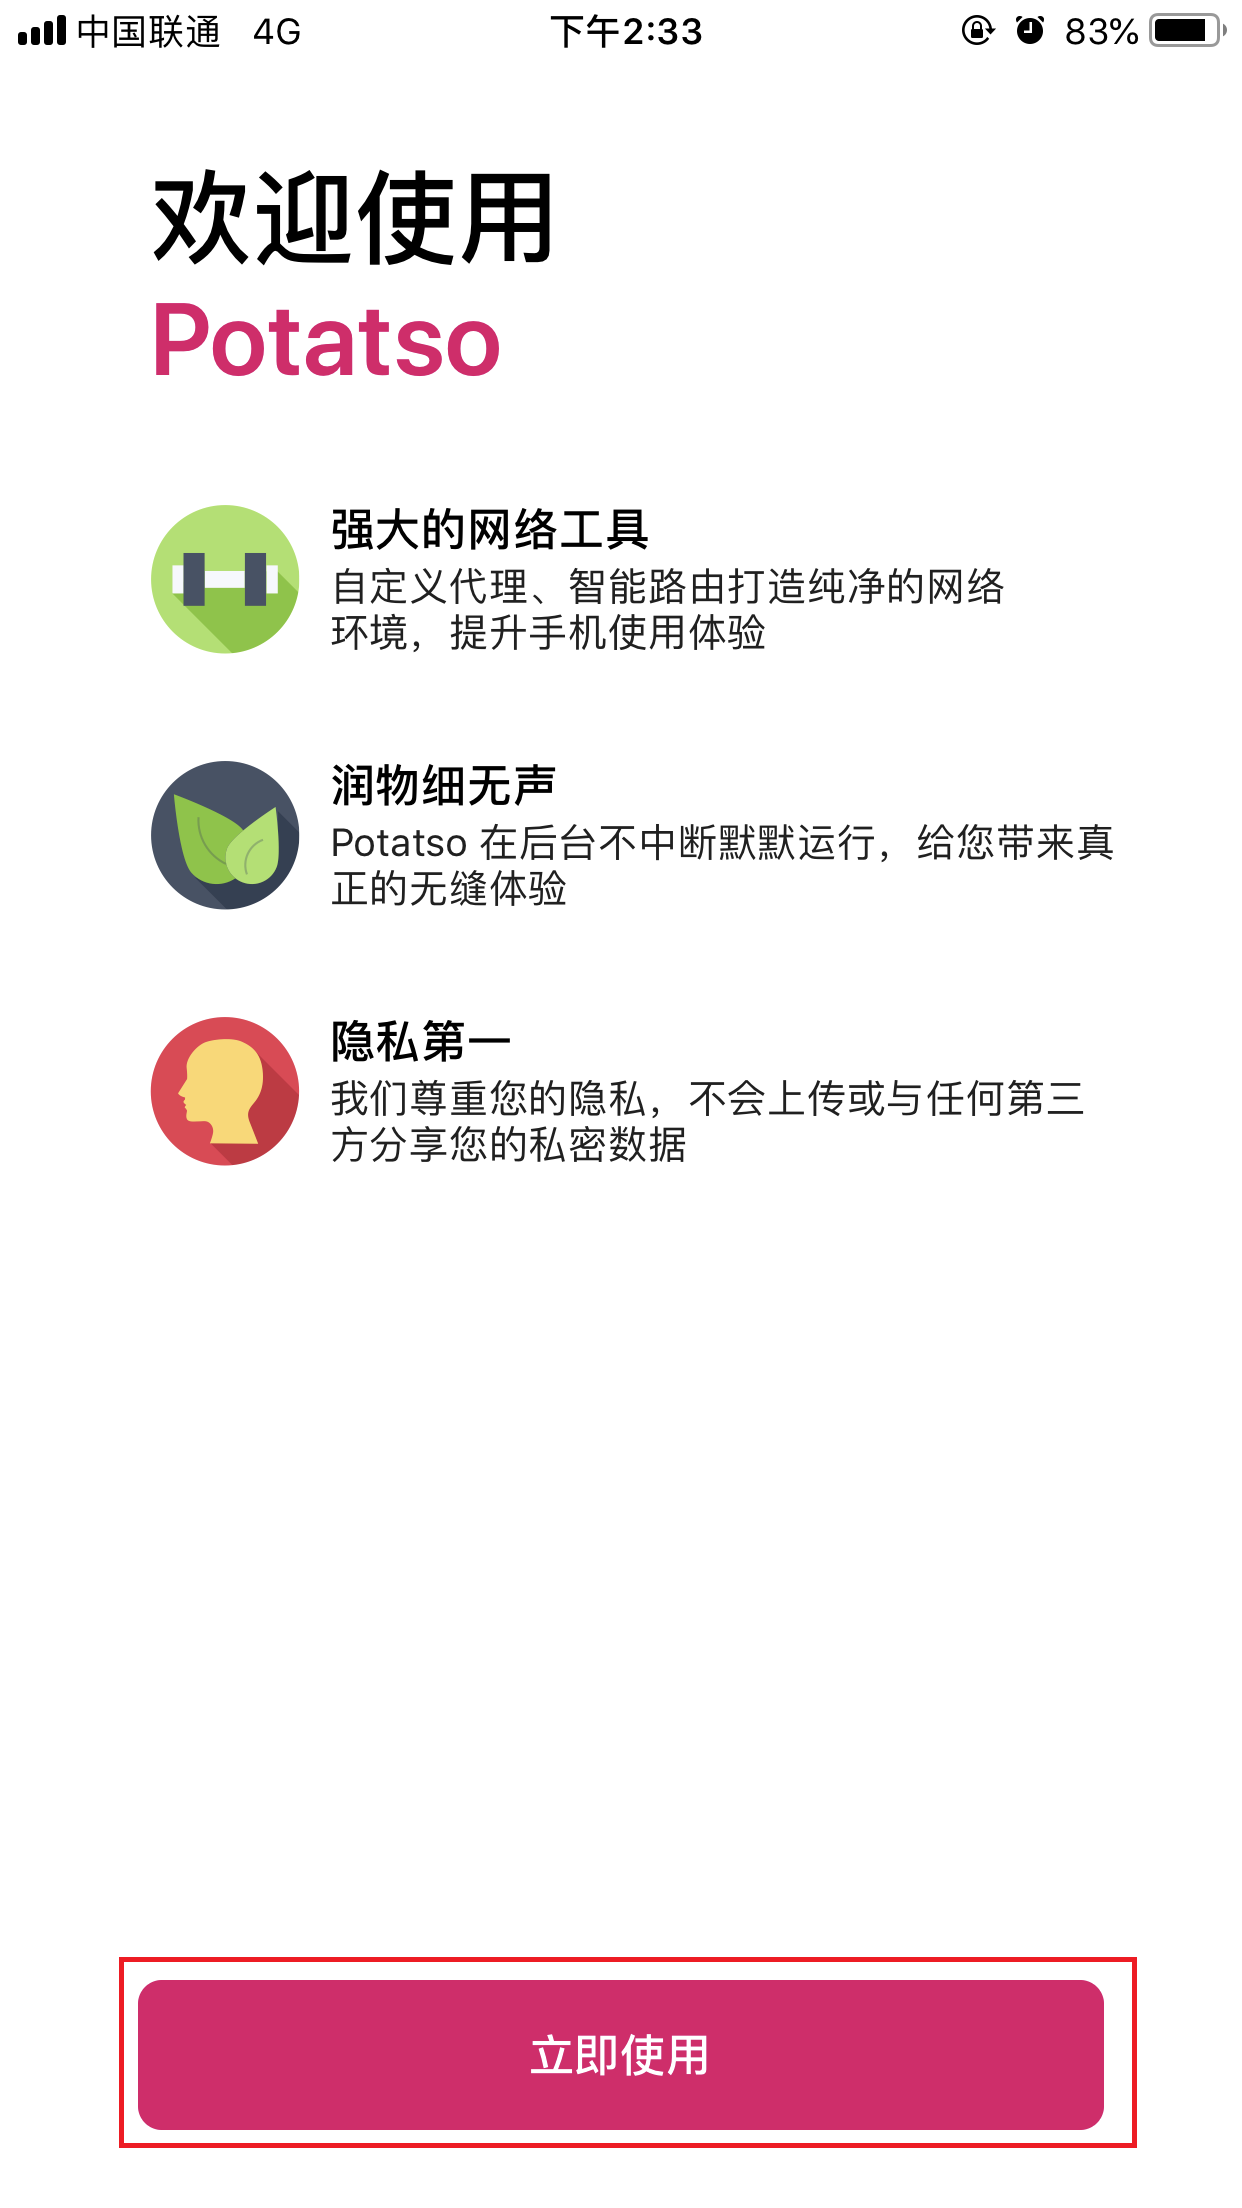 中国联通 4G 下午2:33 83%
欢迎使用
Potatso
强大的网络工具
自定义代理、智能路由打造纯净的网络
环境，提升手机使用体验
润物细无声
Potatso 在后台不中断默默运行，给您带来真
正的无缝体验
隐私第一
我们尊重您的隐私，不会上传或与任何第三
方分享您的私密数据
立即使用